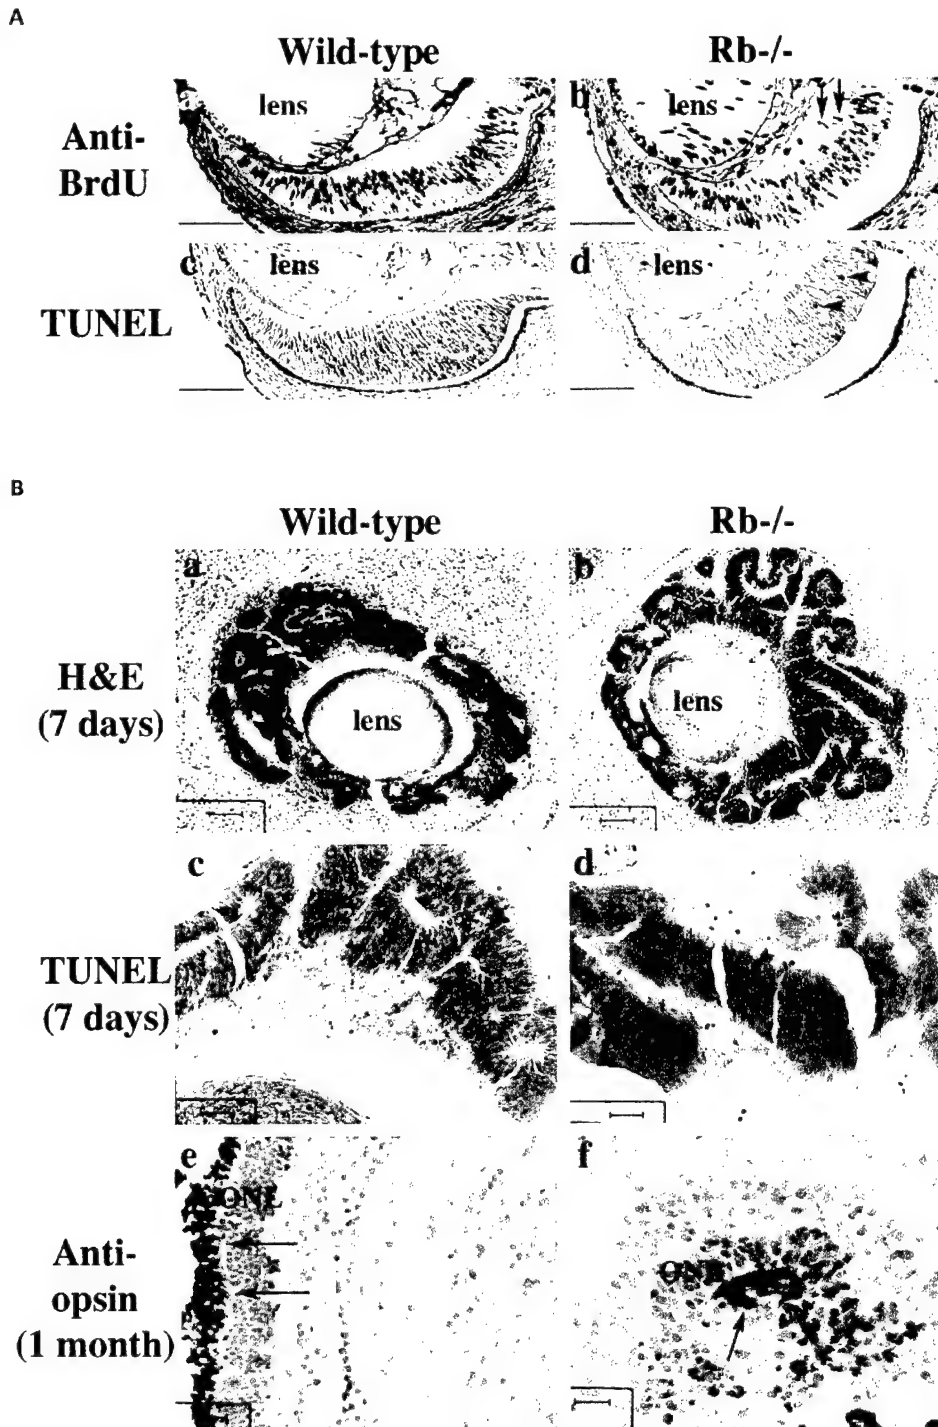 A
Wild-type
Rb-/-
Anti-
BrdU
lens
b
lens
TUNEL
c
lens
d
lens
B
Wild-type
Rb-/-
H&E
(7 days)
a
lens
b
lens
TUNEL
(7 days)
c
d
Anti-
opsin
(1 month)
e
ONL
f